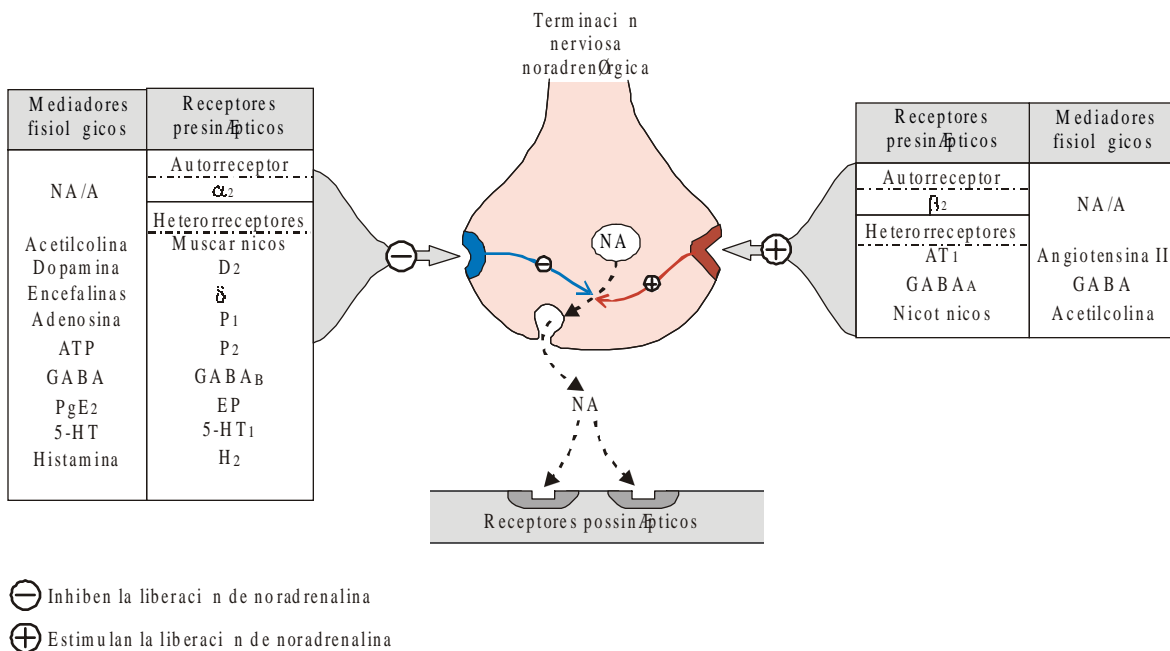 Terminaci n
nerviosa
noradrenØrgica
Mediadores
fisiol gicos
Receptores
presinÆpticos
Autorreceptor
NA/A
α2
Heterorreceptores
Acetilcolina
Muscar nicos
Dopamina
D2
Encefalinas
δ
Adenosina
P1
ATP
P2
GABA
GABAB
PgE2
EP
5-HT
5-HT1
Histamina
H2
−
NA
−
+
+
NA
Receptores possinÆpticos
Receptores
presinÆpticos
Mediadores
fisiol gicos
Autorreceptor
β2
NA/A
Heterorreceptores
AT1
Angiotensina II
GABAA
GABA
Nicot nicos
Acetilcolina
− Inhiben la liberaci n de noradrenalina
+ Estimulan la liberaci n de noradrenalina